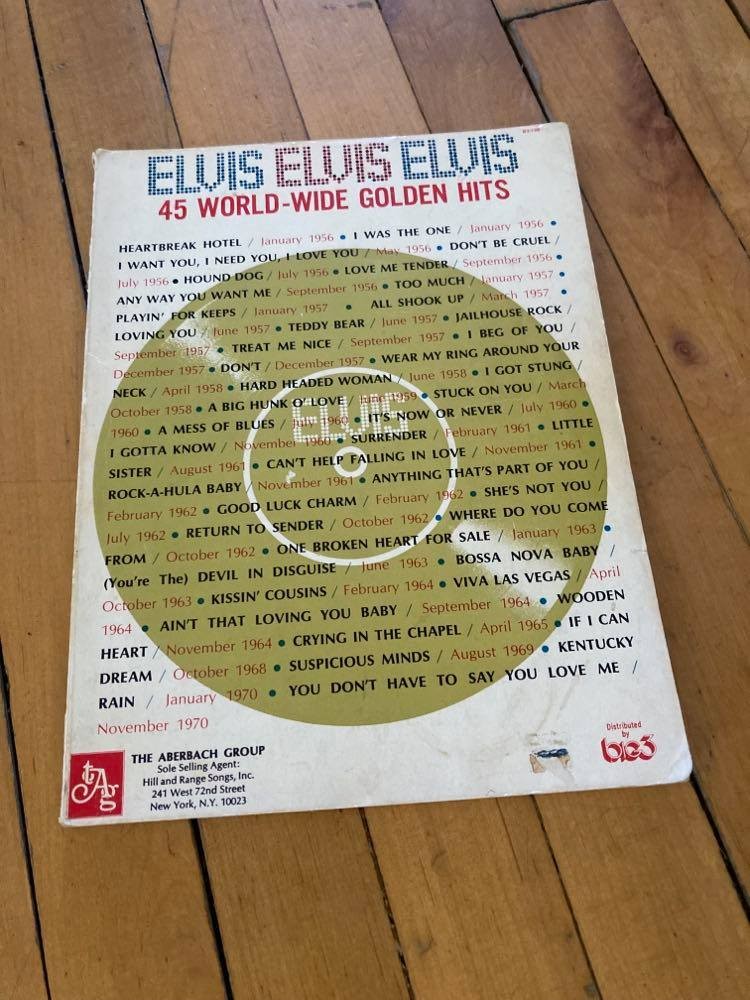 ELVIS ELVIS ELVIS
45 WORLD-WIDE GOLDEN HITS
HEARTBREAK HOTEL / January 1956 • I WAS THE ONE / January 1956 •
I WANT YOU, I NEED YOU, I LOVE YOU / May 1956 • DON'T BE CRUEL /
July 1956 • HOUND DOG / July 1956 • LOVE ME TENDER / September 1956 •
ANY WAY YOU WANT ME / September 1956 • TOO MUCH / January 1957 •
PLAYIN' FOR KEEPS / January 1957 • ALL SHOOK UP / March 1957 •
LOVING YOU / June 1957 • TEDDY BEAR / June 1957 • JAILHOUSE ROCK /
September 1957 • TREAT ME NICE / September 1957 • I BEG OF YOU /
December 1957 • DON'T / December 1957 • WEAR MY RING AROUND YOUR
NECK / April 1958 • HARD HEADED WOMAN / June 1958 • I GOT STUNG /
October 1958 • A BIG HUNK O' LOVE / June 1959 • STUCK ON YOU / March
1960 • A MESS OF BLUES / July 1960 • IT'S NOW OR NEVER / July 1960 •
I GOTTA KNOW / November 1960 • SURRENDER / February 1961 • LITTLE
SISTER / August 1961 • CAN'T HELP FALLING IN LOVE / November 1961 •
ROCK-A-HULA BABY / November 1961 • ANYTHING THAT'S PART OF YOU /
February 1962 • GOOD LUCK CHARM / February 1962 • SHE'S NOT YOU /
July 1962 • RETURN TO SENDER / October 1962 • WHERE DO YOU COME
FROM / October 1962 • ONE BROKEN HEART FOR SALE / January 1963 •
(You're The) DEVIL IN DISGUISE / June 1963 • BOSSA NOVA BABY /
October 1963 • KISSIN' COUSINS / February 1964 • VIVA LAS VEGAS / April
1964 • AIN'T THAT LOVING YOU BABY / September 1964 • WOODEN
HEART / November 1964 • CRYING IN THE CHAPEL / April 1965 • IF I CAN
DREAM / October 1968 • SUSPICIOUS MINDS / August 1969 • KENTUCKY
RAIN / January 1970 • YOU DON'T HAVE TO SAY YOU LOVE ME /
November 1970
ELVIS
tAg
THE ABERBACH GROUP
Sole Selling Agent:
Hill and Range Songs, Inc.
241 West 72nd Street
New York, N.Y. 10023
Distributed
by
big3